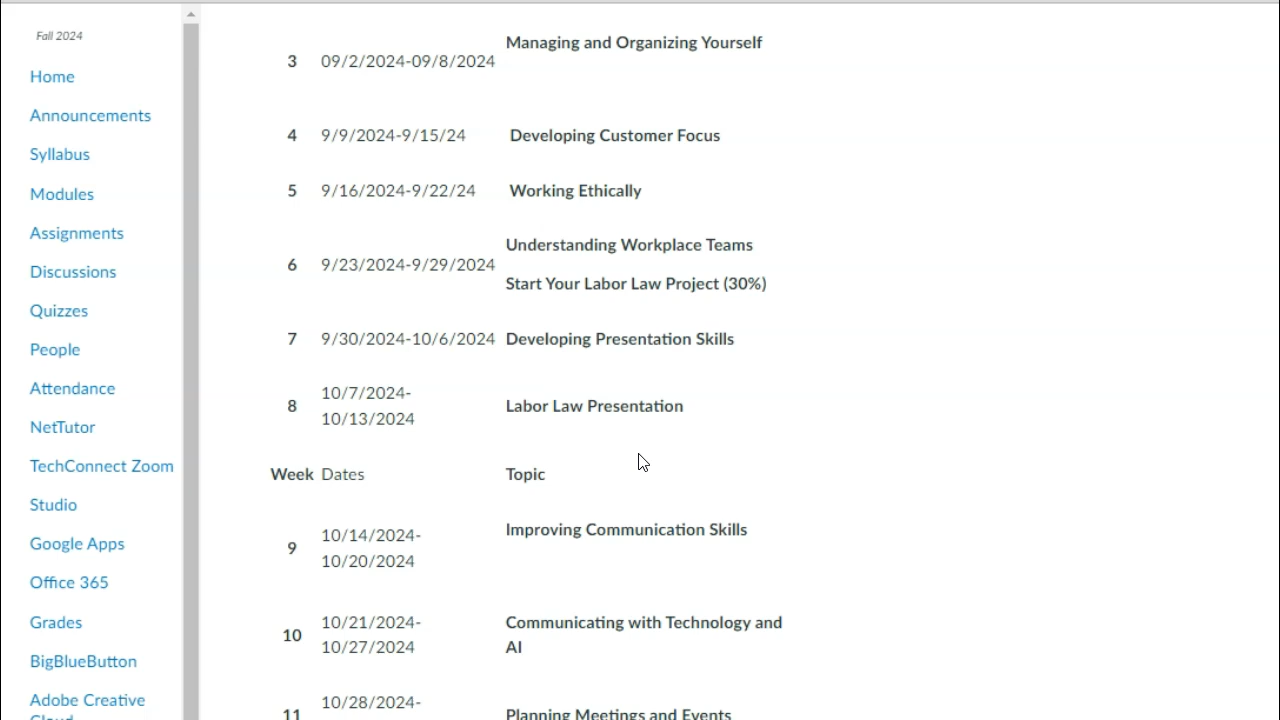 Fall 2024
Home
Announcements
Syllabus
Modules
Assignments
Discussions
Quizzes
People
Attendance
NetTutor
TechConnect Zoom
Studio
Google Apps
Office 365
Grades
BigBlueButton
Adobe Creative
Cloud
3 09/2/2024-09/8/2024 Managing and Organizing Yourself
4 9/9/2024-9/15/24 Developing Customer Focus
5 9/16/2024-9/22/24 Working Ethically
6 9/23/2024-9/29/2024 Understanding Workplace Teams
Start Your Labor Law Project (30%)
7 9/30/2024-10/6/2024 Developing Presentation Skills
8 10/7/2024-
10/13/2024 Labor Law Presentation
Week Dates Topic
9 10/14/2024-
10/20/2024 Improving Communication Skills
10 10/21/2024-
10/27/2024 Communicating with Technology and
AI
11 10/28/2024- Planning Meetings and Events